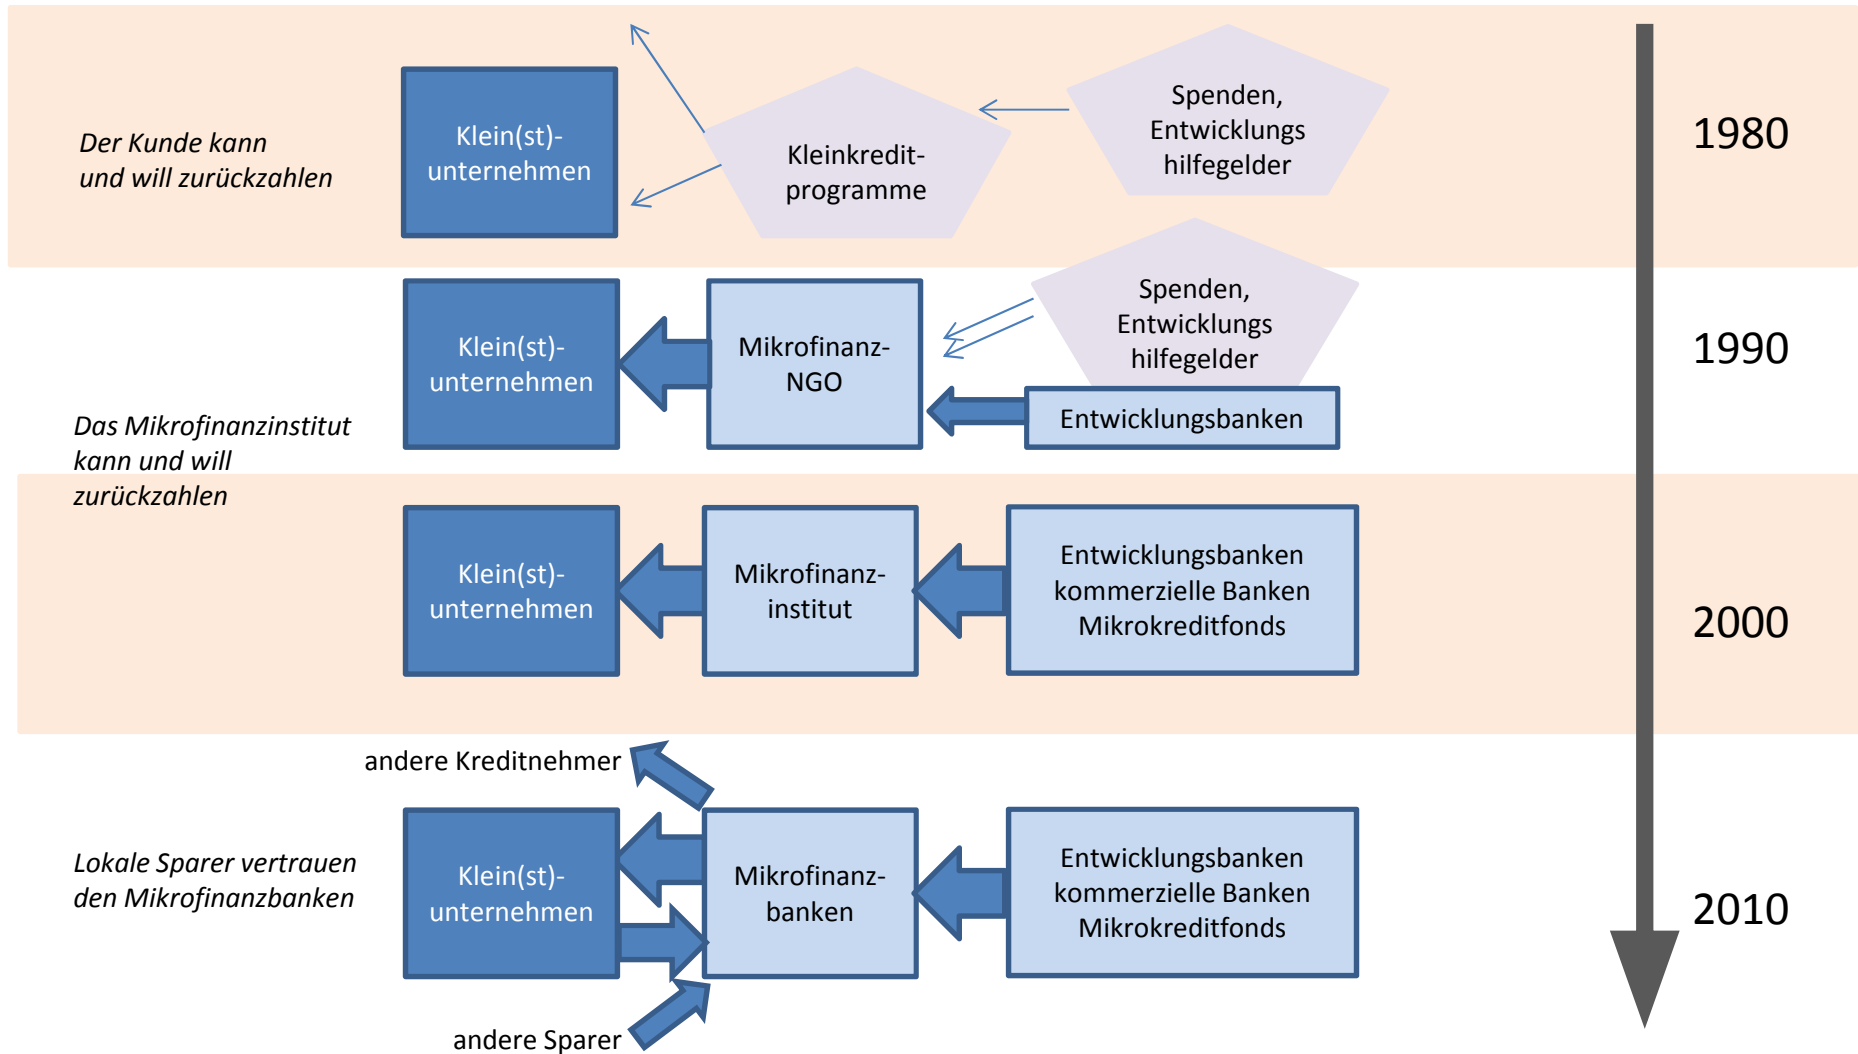 Der Kunde kann
und will zurückzahlen
Klein(st)-
unternehmen
Kleinkredit-
programme
Spenden,
Entwicklungs
hilfegelder
1980
Klein(st)-
unternehmen
Mikrofinanz-
NGO
Spenden,
Entwicklungs
hilfegelder
Entwicklungsbanken
1990
Das Mikrofinanzinstitut
kann und will
zurückzahlen
Klein(st)-
unternehmen
Mikrofinanz-
institut
Entwicklungsbanken
kommerzielle Banken
Mikrokreditfonds
2000
andere Kreditnehmer
Lokale Sparer vertrauen
den Mikrofinanzbanken
Klein(st)-
unternehmen
Mikrofinanz-
banken
Entwicklungsbanken
kommerzielle Banken
Mikrokreditfonds
2010
andere Sparer